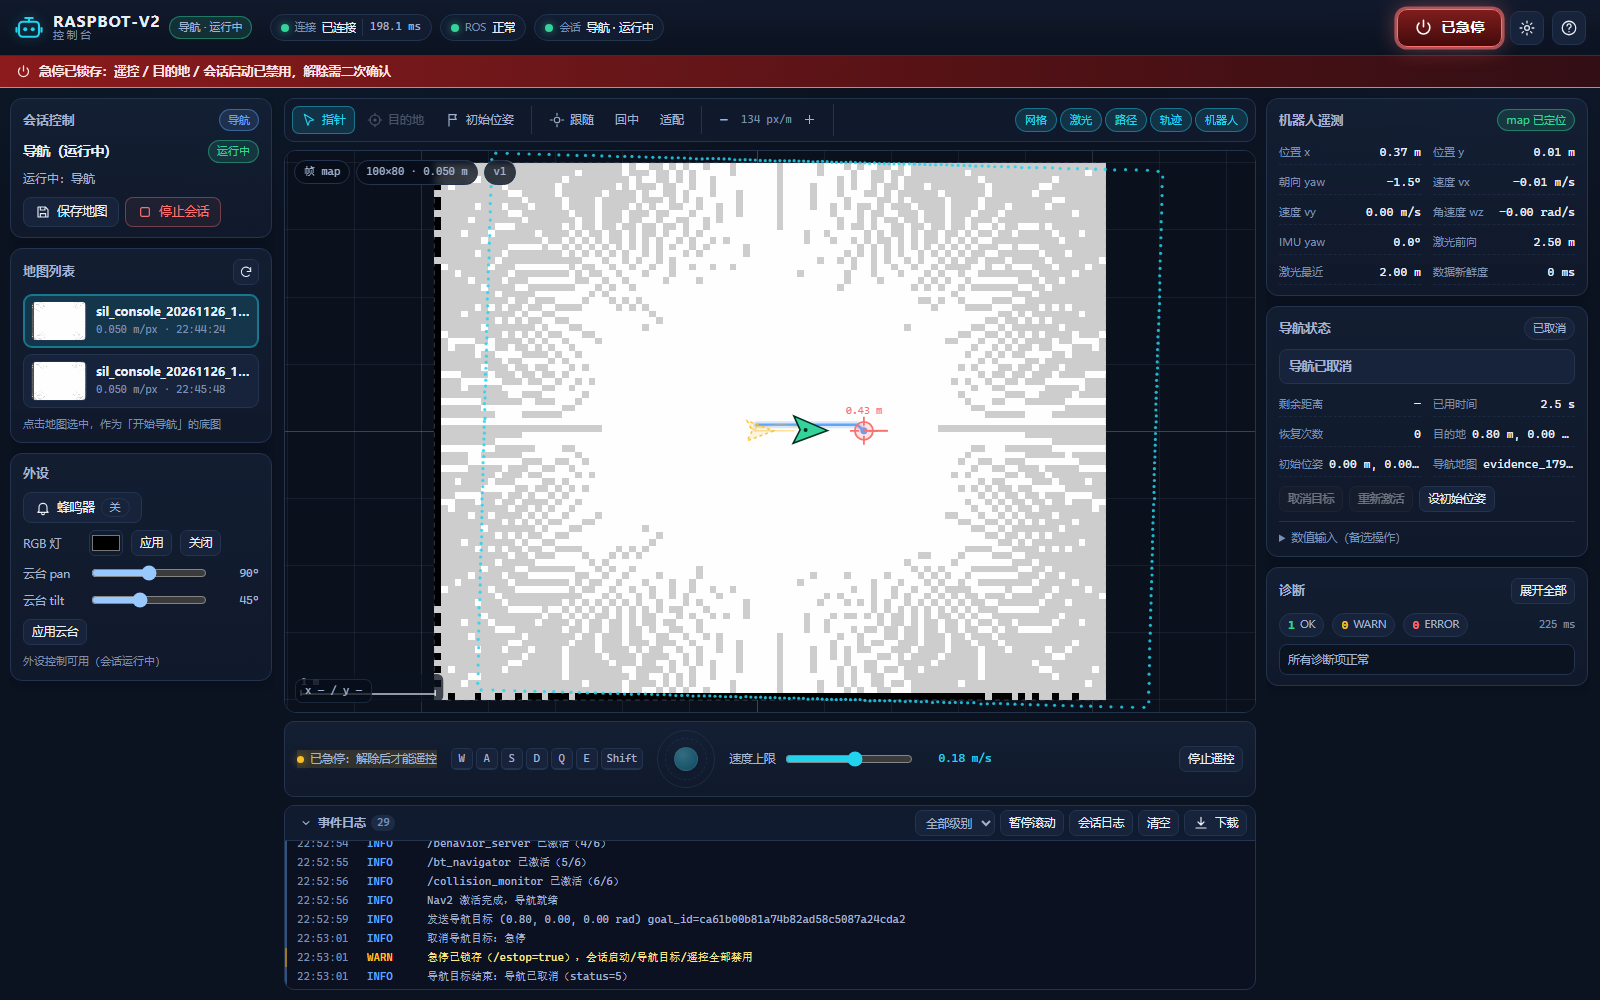 RASPBOT-V2
控制台
导航 · 运行中
连接 已连接 198.1 ms
ROS 正常
会话 导航 · 运行中
已急停
急停已锁存：遥控 / 目的地 / 会话启动已禁用，解除需二次确认
会话控制
导航
导航（运行中）
运行中
运行中：导航
保存地图
停止会话
地图列表
sil_console_20261126_1...
0.050 m/px · 22:44:24
sil_console_20261126_1...
0.050 m/px · 22:45:48
点击地图选中，作为「开始导航」的底图
外设
蜂鸣器 关
RGB 灯
应用
关闭
云台 pan 90°
云台 tilt 45°
应用云台
外设控制可用（会话运行中）
指针
目的地
初始位姿
跟随
回中
适配
− 134 px/m +
网格
激光
路径
轨迹
机器人
帧 map
100×80 · 0.050 m
v1
0.43 m
1 m
x − / y −
已急停：解除后才能遥控
W
A
S
D
Q
E
Shift
速度上限
0.18 m/s
停止遥控
事件日志 29
全部级别
暂停滚动
会话日志
清空
下载
22:52:54 INFO /behavior_server 已激活（4/6）
22:52:55 INFO /bt_navigator 已激活（5/6）
22:52:56 INFO /collision_monitor 已激活（6/6）
22:52:56 INFO Nav2 激活完成，导航就绪
22:52:59 INFO 发送导航目标 (0.80, 0.00, 0.00 rad) goal_id=ca61b00b81a74b82ad58c5087a24cda2
22:53:01 INFO 取消导航目标：急停
22:53:01 WARN 急停已锁存（/estop=true），会话启动/导航目标/遥控全部禁用
22:53:01 INFO 导航目标结束：导航已取消（status=5）
机器人遥测
map 已定位
位置 x 0.37 m
位置 y 0.01 m
朝向 yaw −1.5°
速度 vx −0.01 m/s
速度 vy 0.00 m/s
角速度 wz −0.00 rad/s
IMU yaw 0.0°
激光前向 2.50 m
激光最近 2.00 m
数据新鲜度 0 ms
导航状态
已取消
导航已取消
剩余距离 −
已用时间 2.5 s
恢复次数 0
目的地 0.80 m, 0.00 …
初始位姿 0.00 m, 0.00…
导航地图 evidence_179…
取消目标
重新激活
设初始位姿
数值输入（备选操作）
诊断
展开全部
1 OK
0 WARN
0 ERROR
225 ms
所有诊断项正常